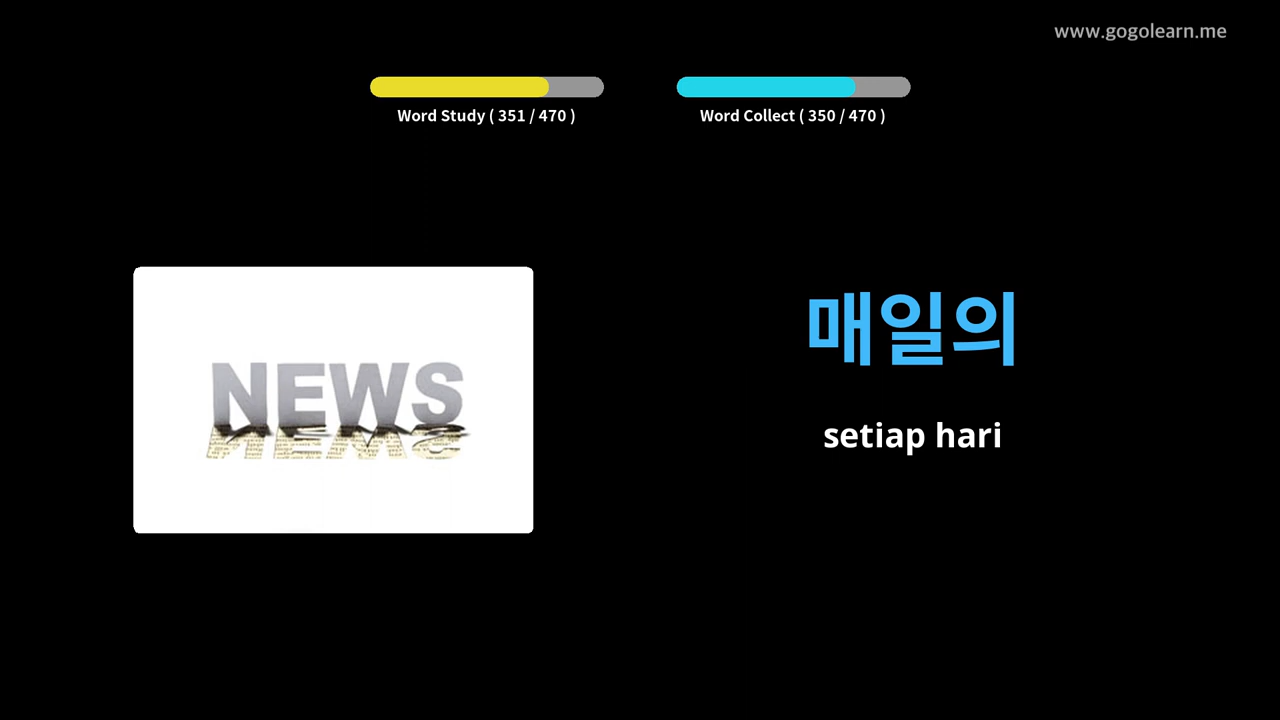 www.gogolearn.me
Word Study ( 351 / 470 )
Word Collect ( 350 / 470 )
NEWS
매일의
setiap hari